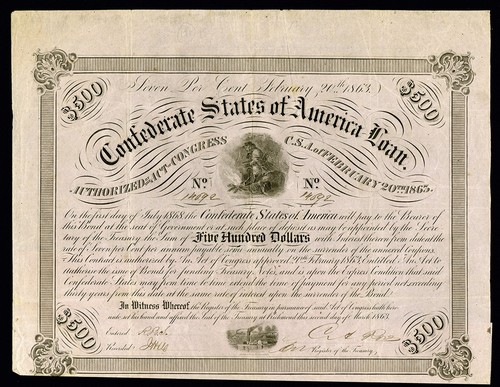 (Seven Per Cent February, 20th 1863.)
$500 $500
Confederate States of America Loan.
AUTHORIZED BY ACT OF CONGRESS C.S.A. of FEBRUARY 20TH 1863.
No. No.
14692 14692
On the first day of July 1868 the Confederate States of America will pay to the Bearer of
this Bond at the seat of Government or at such place of deposit as may be appointed by the Secre-
tary of the Treasury, the Sum of Five Hundred Dollars with Interest thereon from date at the
rate of Seven per Cent per annum, payable semi annually on the surrender of the annexed Coupons.
This Contract is authorised by An Act of Congress approved 20th February 1863, Entitled "An Act to
authorise the issue of Bonds for funding Treasury Notes", and is upon the Express Condition that said
Confederate States may from time to time extend the time of payment for any period not exceeding
thirty years from this date at the same rate of interest upon the surrender of the Bond.
In Witness Whereof, the Register of the Treasury in pursuance of said Act of Congress hath here-
unto set his hand and affixed the Seal of the Treasury at Richmond this second day of March 1863.
Entered
Recorded
Register of the Treasury.
$500 $500